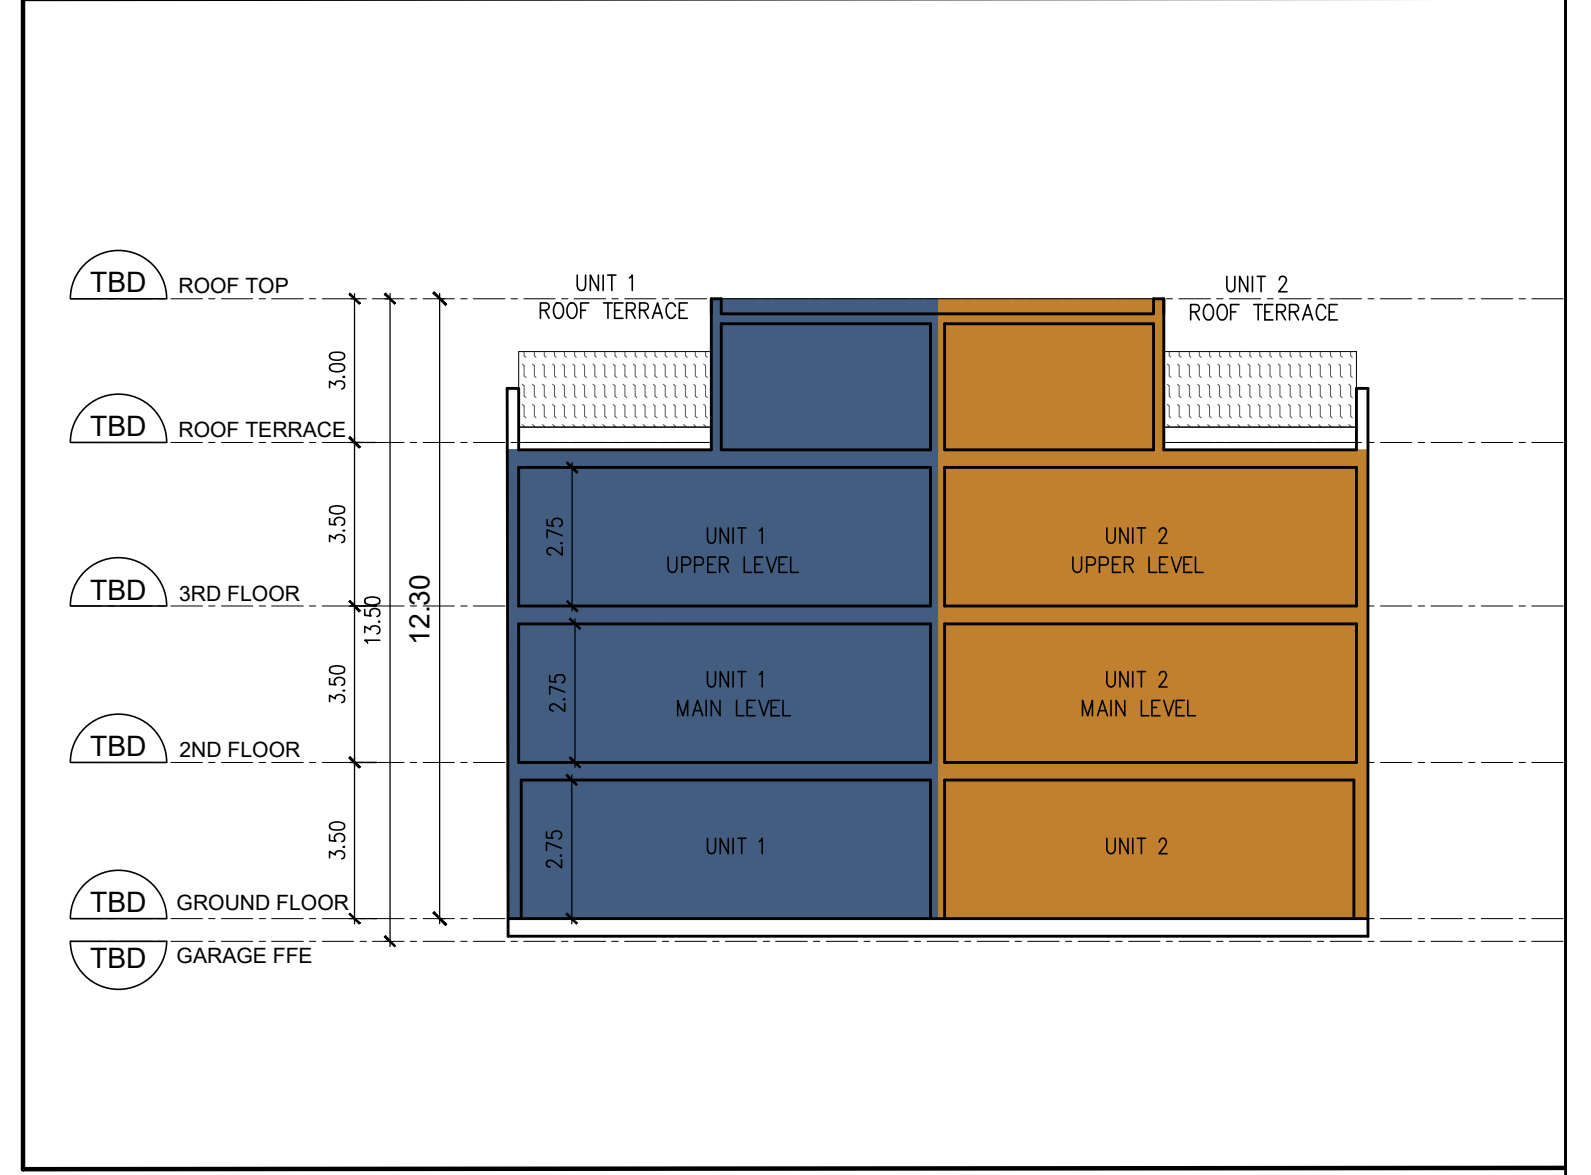 TBD ROOF TOP
UNIT 1
ROOF TERRACE
UNIT 2
ROOF TERRACE
3.00
TBD ROOF TERRACE
3.50
2.75
UNIT 1
UPPER LEVEL
UNIT 2
UPPER LEVEL
TBD 3RD FLOOR
13.50
12.30
3.50
2.75
UNIT 1
MAIN LEVEL
UNIT 2
MAIN LEVEL
TBD 2ND FLOOR
3.50
2.75
UNIT 1
UNIT 2
TBD GROUND FLOOR
TBD GARAGE FFE